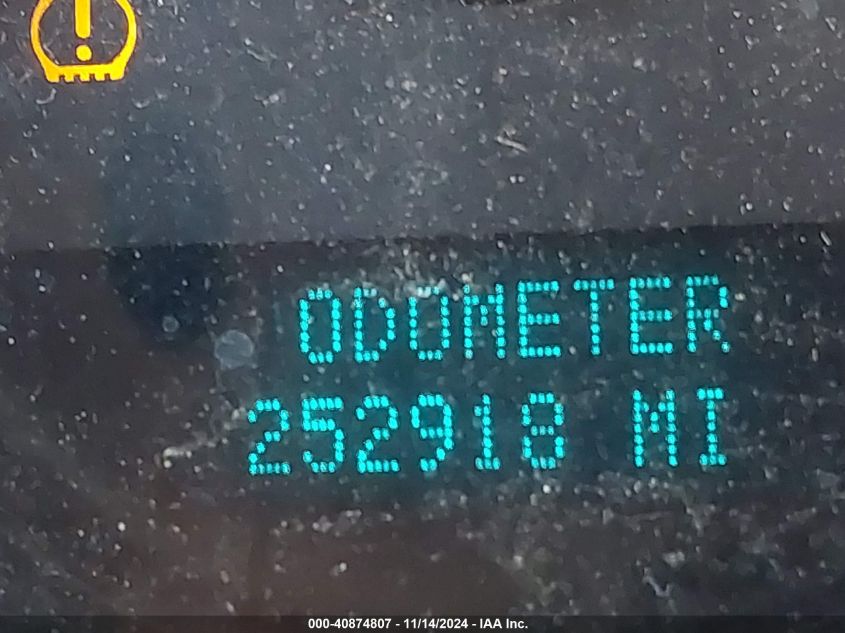 ODOMETER
252918 MI
000-40874807 - 11/14/2024 - IAA Inc.